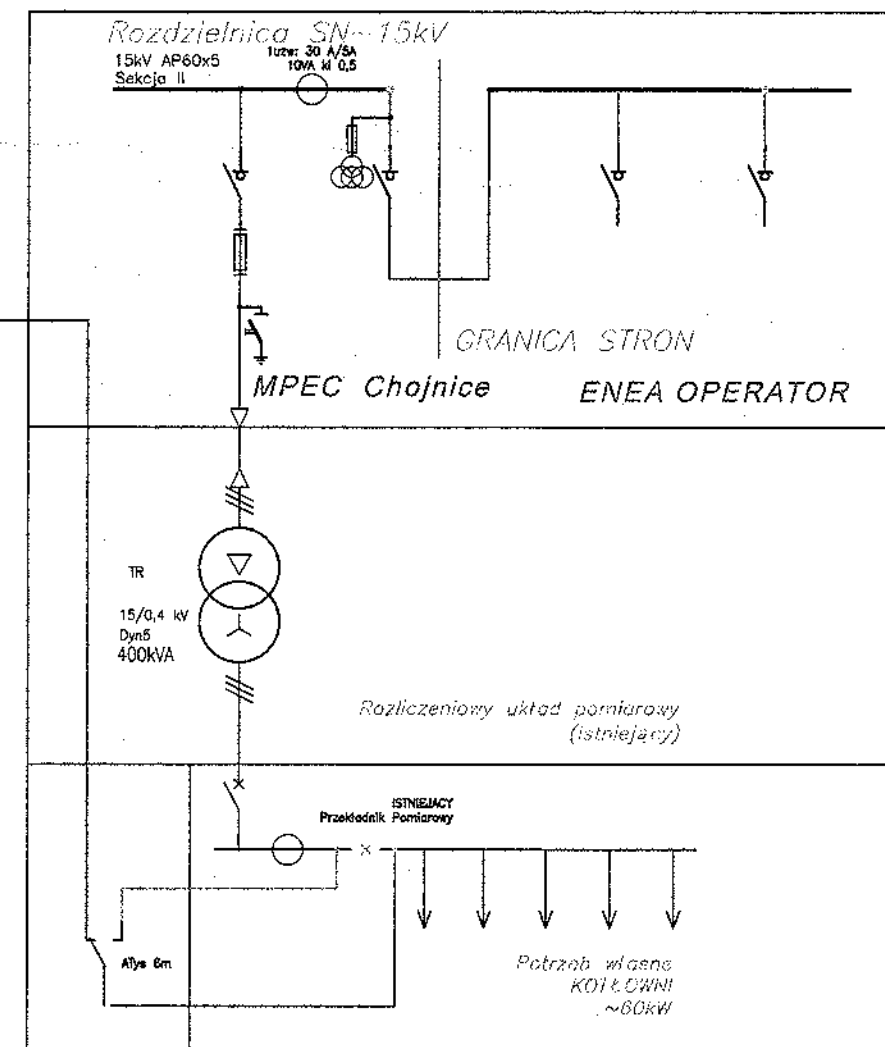 Rozdzielnica SN~15kV
1uzw: 30 A/5A
10VA kl 0,5
15kV AP60x5
Sekcja II
GRANICA STRON
MPEC Chojnice
ENEA OPERATOR
TR
15/0,4 kV
Dyn5
400kVA
Rozliczeniowy układ pomiarowy
(istniejący)
ISTNIEJĄCY
Przekładnik Pomiarowy
ATys 6m
Potrzeb własne
KOTŁOWNI
~60kW